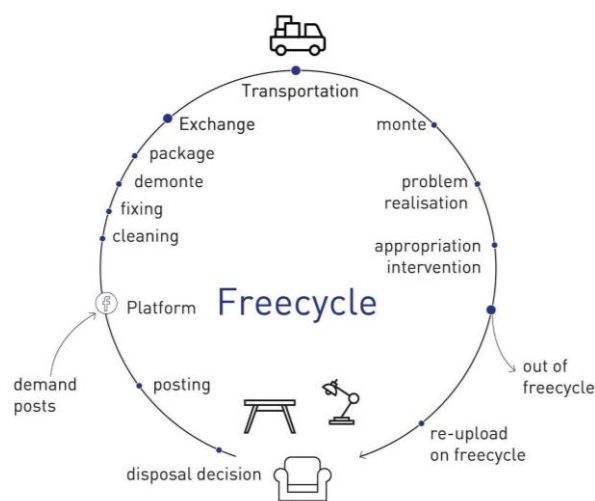 Transportation
Exchange
monte
package
demonte
problem
realisation
fixing
cleaning
appropriation
intervention
f
Platform
Freecycle
demand
posts
posting
out of
freecycle
re-upload
on freecycle
disposal decision